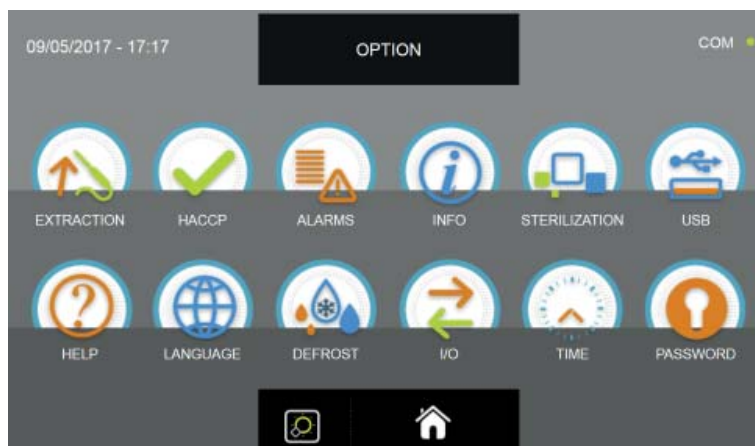 09/05/2017 - 17:17
OPTION
COM
EXTRACTION
HACCP
ALARMS
INFO
STERILIZATION
USB
HELP
LANGUAGE
DEFROST
I/O
TIME
PASSWORD